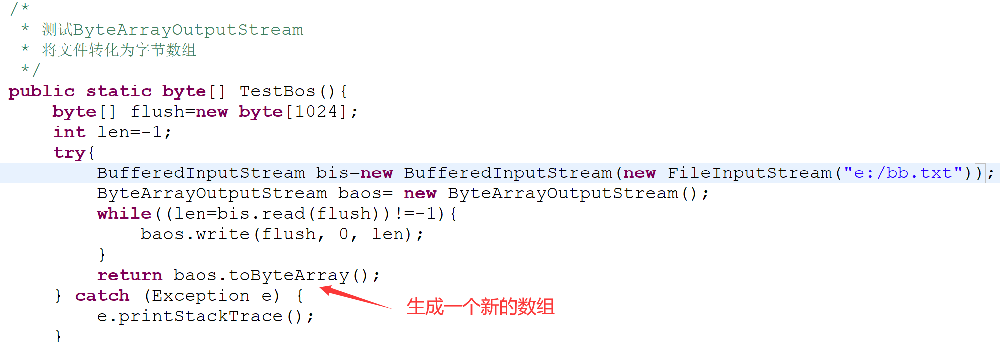 /*
 * 测试ByteArrayOutputStream
 * 将文件转化为字节数组
 */
public static byte[] TestBos(){
    byte[] flush=new byte[1024];
    int len=-1;
    try{
        BufferedInputStream bis=new BufferedInputStream(new FileInputStream("e:/bb.txt"));
        ByteArrayOutputStream baos= new ByteArrayOutputStream();
        while((len=bis.read(flush))!=-1){
            baos.write(flush, 0, len);
        }
        return baos.toByteArray();
    } catch (Exception e) {
生成一个新的数组
        e.printStackTrace();
    }